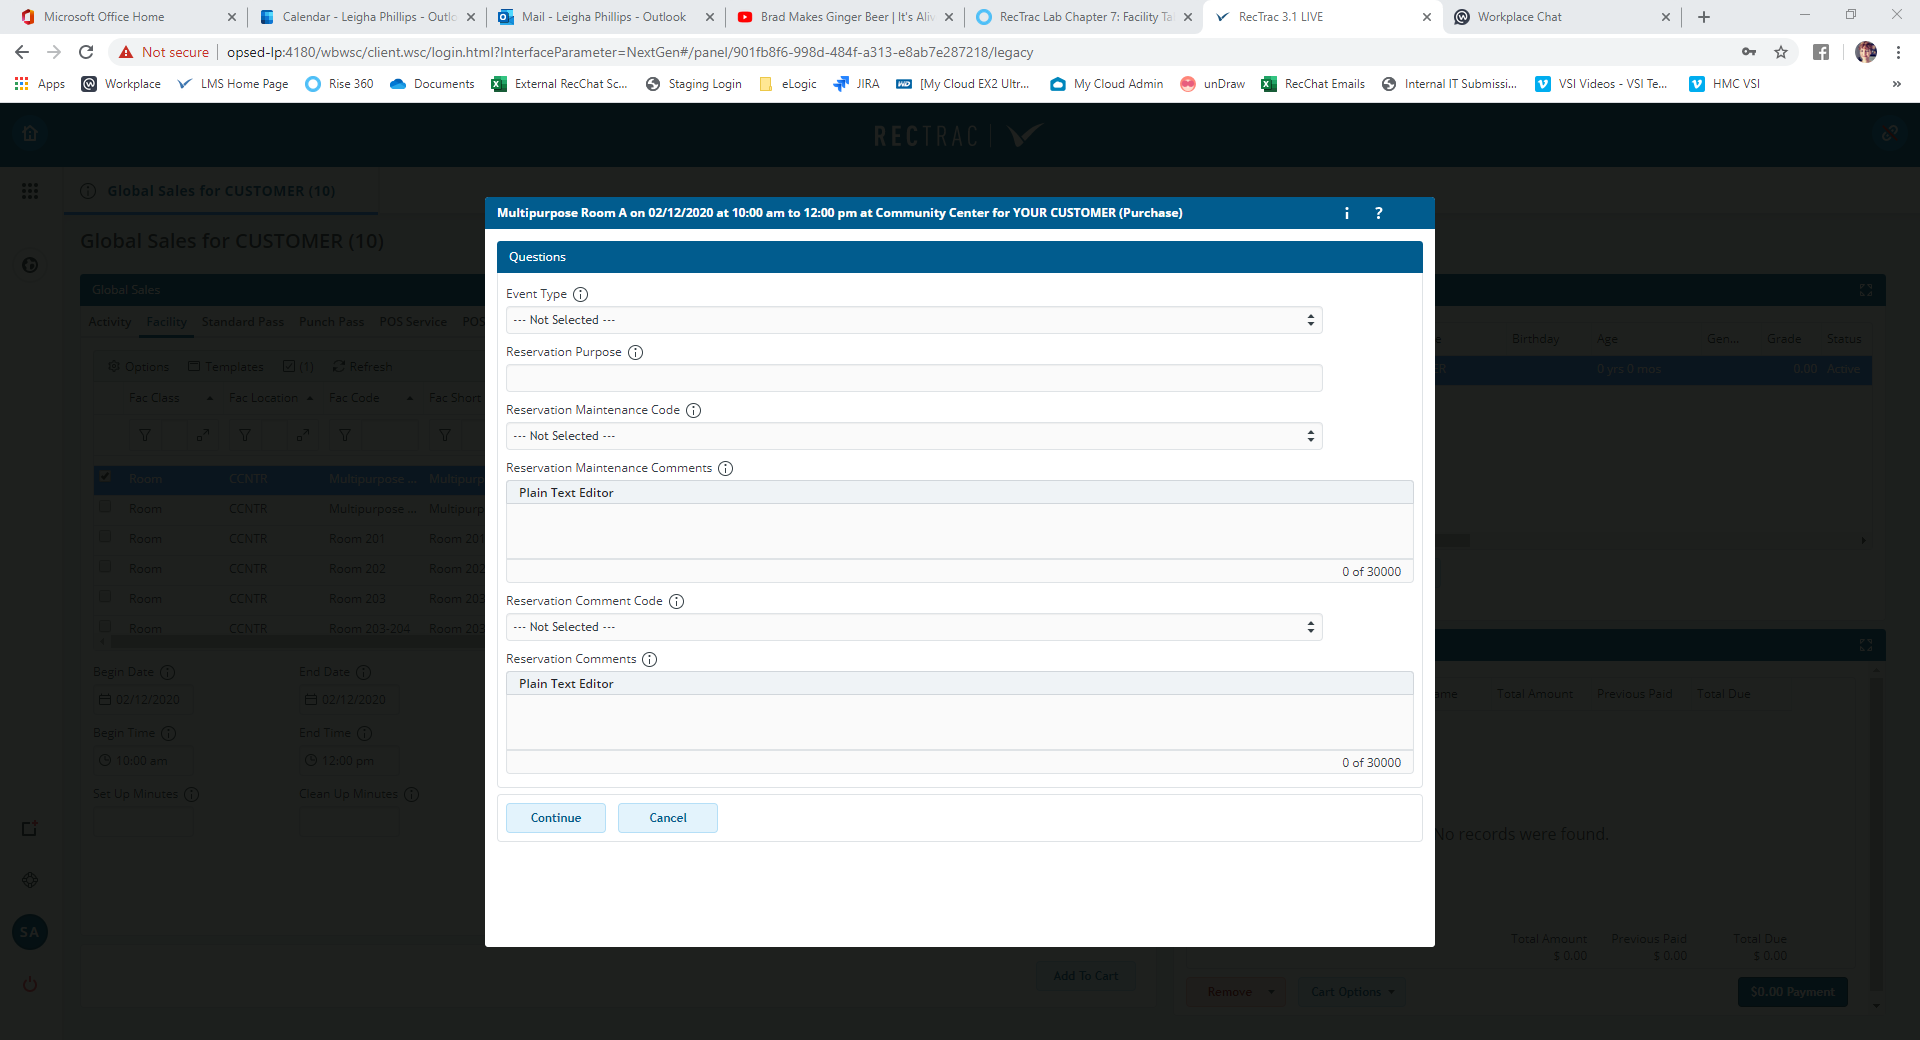 Microsoft Office Home
Calendar - Leigha Phillips - Outlo
Mail - Leigha Phillips - Outlook
Brad Makes Ginger Beer | It's Aliv
RecTrac Lab Chapter 7: Facility Ta
RecTrac 3.1 LIVE
Workplace Chat
Not secure opsed-lp:4180/wbwsc/client.wsc/login.html?InterfaceParameter=NextGen#/panel/901fb8f6-998d-484f-a313-e8ab7e287218/legacy
Apps Workplace LMS Home Page Rise 360 Documents External RecChat Sc... Staging Login eLogic JIRA [My Cloud EX2 Ultr... My Cloud Admin unDraw RecChat Emails Internal IT Submissi... VSI Videos - VSI Te... HMC VSI »
RECTRAC
Global Sales for CUSTOMER (10)
Global Sales for CUSTOMER (10)
Global Sales
Activity Facility Standard Pass Punch Pass POS Service POS
Options Templates (1) Refresh
Fac Class Fac Location Fac Code Fac Short
Room CCNTR Multipurpose ... Multipurp
Room CCNTR Multipurpose ... Multipurp
Room CCNTR Room 201 Room 201
Room CCNTR Room 202 Room 202
Room CCNTR Room 203 Room 203
Room CCNTR Room 203-204 Room 203
Begin Date End Date
02/12/2020 02/12/2020
Begin Time End Time
10:00 am 12:00 pm
Set Up Minutes Clean Up Minutes
SA
Multipurpose Room A on 02/12/2020 at 10:00 am to 12:00 pm at Community Center for YOUR CUSTOMER (Purchase) i ?
Questions
Event Type
--- Not Selected ---
Reservation Purpose
Reservation Maintenance Code
--- Not Selected ---
Reservation Maintenance Comments
Plain Text Editor
0 of 30000
Reservation Comment Code
--- Not Selected ---
Reservation Comments
Plain Text Editor
0 of 30000
Continue Cancel
e Birthday Age Gen... Grade Status
ER 0 yrs 0 mos 0.00 Active
ame Total Amount Previous Paid Total Due
No records were found.
Total Amount Previous Paid Total Due
$ 0.00 $ 0.00 $ 0.00
Add To Cart
Remove Cart Options $0.00 Payment